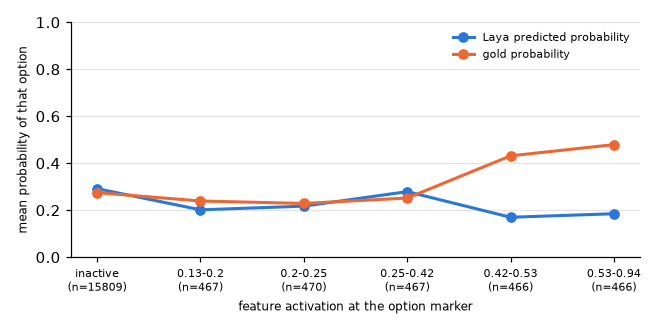 1.0
0.8
0.6
0.4
0.2
0.0
mean probability of that option
Laya predicted probability
gold probability
inactive
(n=15809)
0.13-0.2
(n=467)
0.2-0.25
(n=470)
0.25-0.42
(n=467)
0.42-0.53
(n=466)
0.53-0.94
(n=466)
feature activation at the option marker